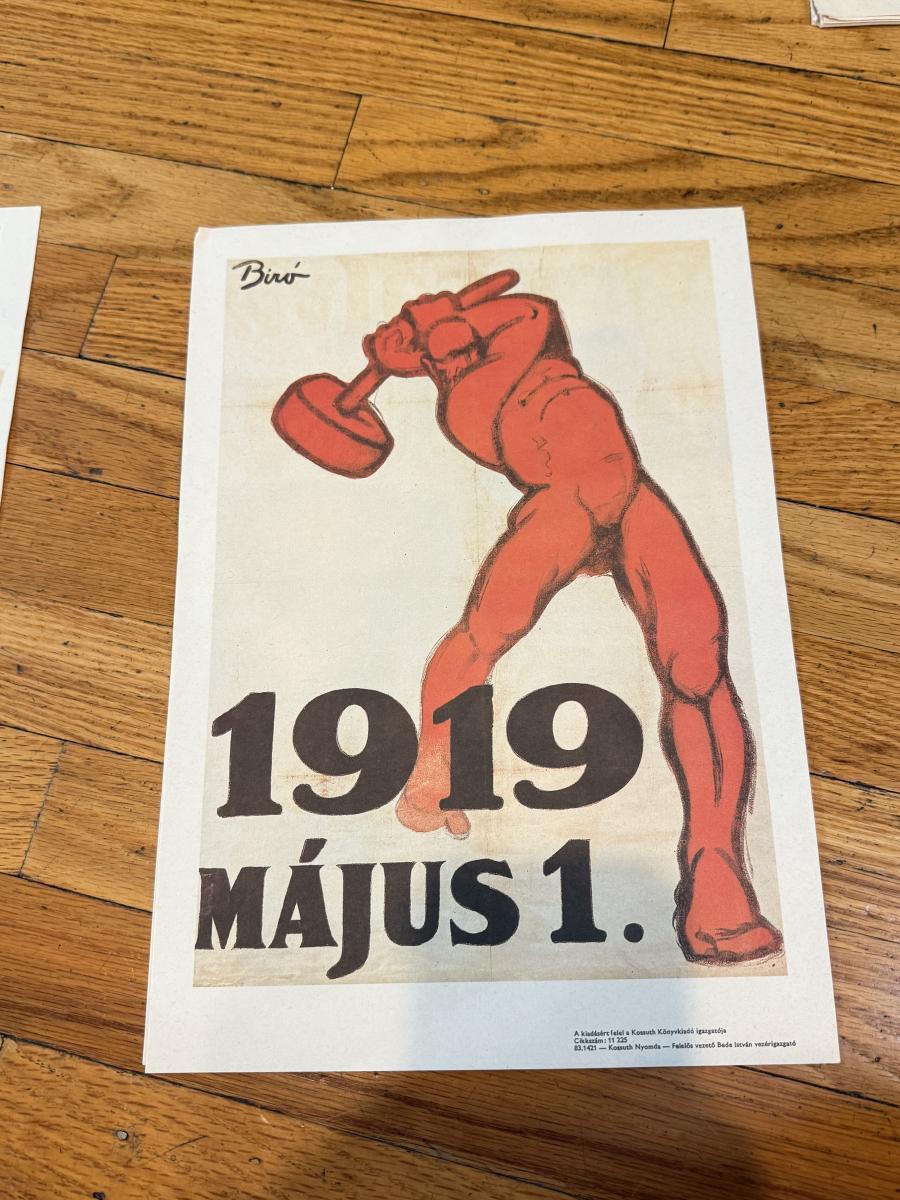 Biró
1919
MÁJUS 1.
A kiadásért felel a Kossuth Könyvkiadó igazgatója
Cikkszám: 11 225
83.1421 — Kossuth Nyomda — Felelős vezető Bede István vezérigazgató